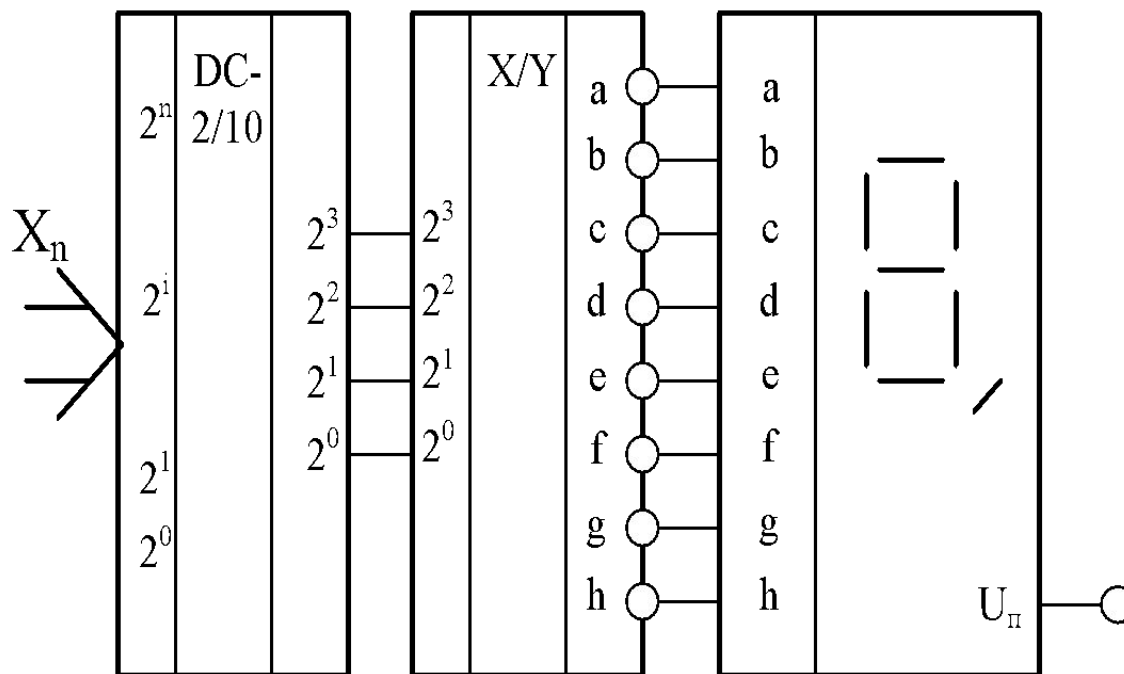 DC- X/Y a a
2ⁿ 2/10 b b
Xₙ 2³ 2³ c c
2ⁱ 2² 2² d d
2¹ 2¹ e e
2⁰ 2⁰ f f
2¹
2⁰ g g
h h Uп